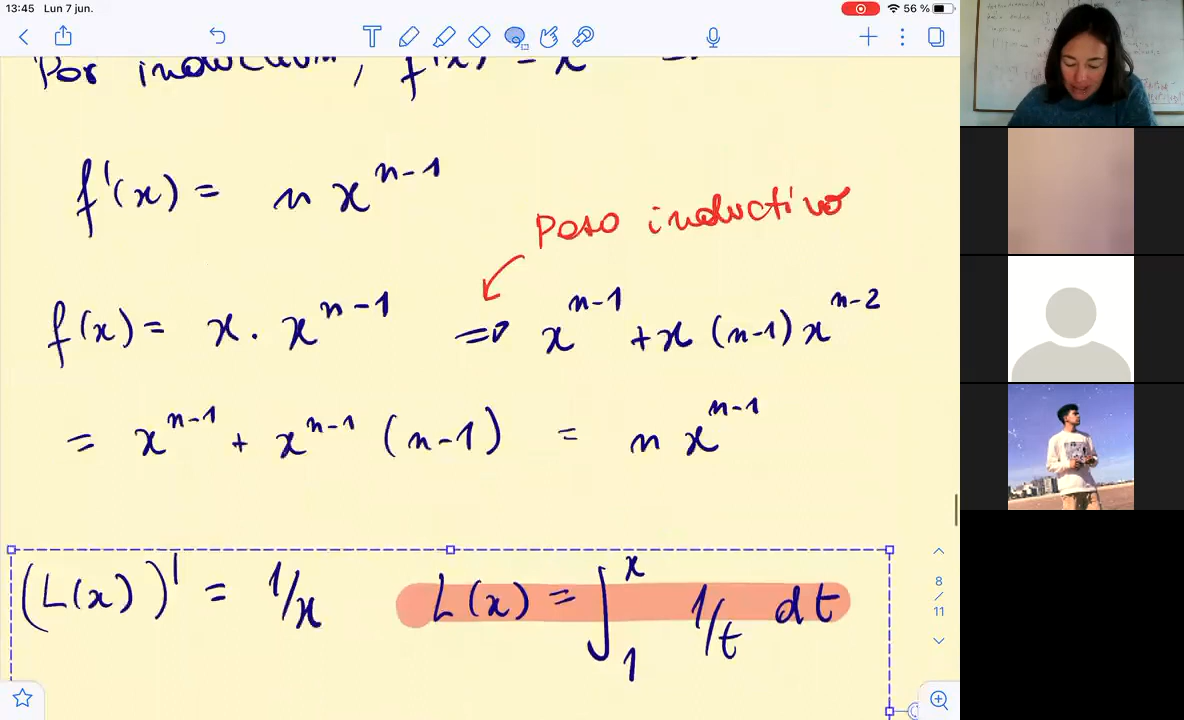 13:45 Lun 7 jun. 56 %
Por inducción, f(x) = x
f'(x) = n x^{n-1}
Paso inductivo
f(x) = x · x^{n-1} => x^{n-1} + x (n-1) x^{n-2}
= x^{n-1} + x^{n-1} (n-1) = n x^{n-1}
(L(x))' = 1/x L(x) = ∫_1^x 1/t dt
8
/
11